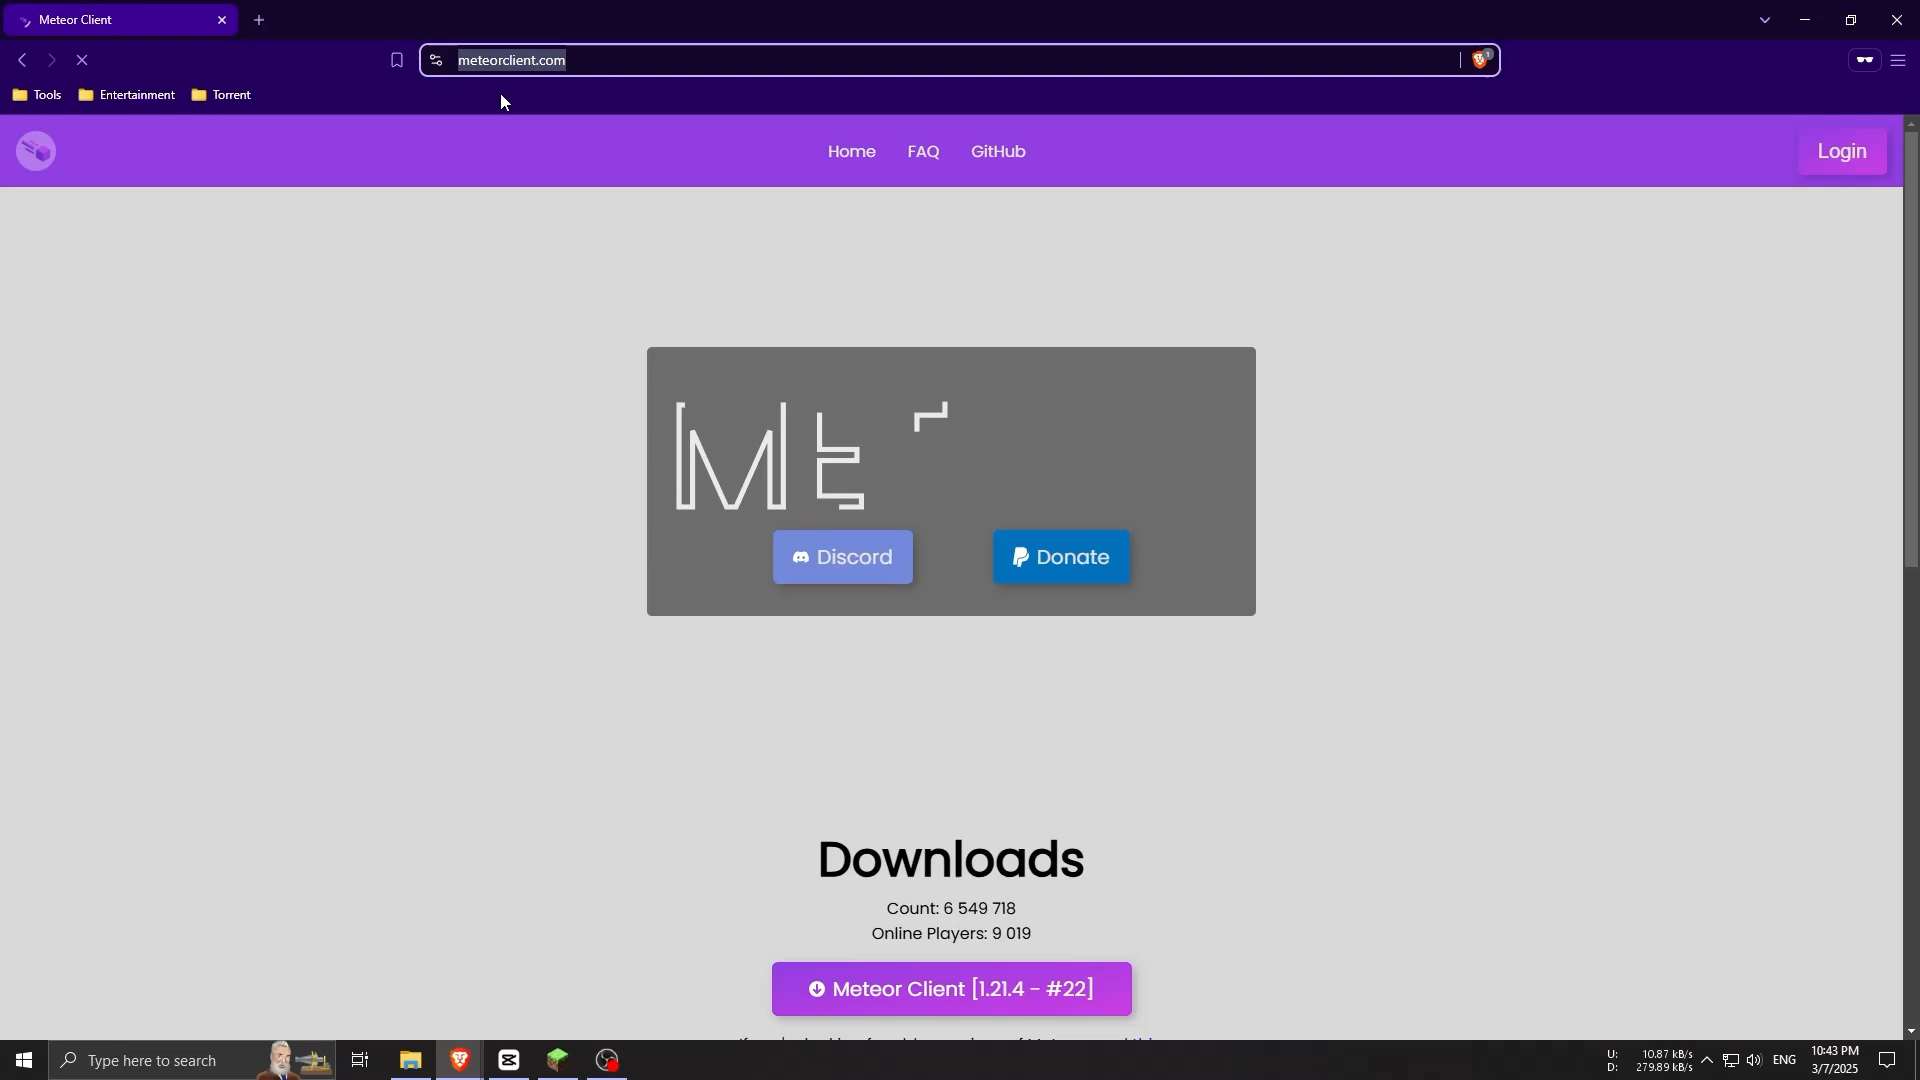 Meteor Client
meteorclient.com
1
Tools
Entertainment
Torrent
Home
FAQ
GitHub
Login
Me
Discord
Donate
Downloads
Count: 6 549 718
Online Players: 9 019
Meteor Client [1.21.4 - #22]
Type here to search
U: 10.87 kB/s
D: 279.89 kB/s
ENG
10:43 PM
3/7/2025